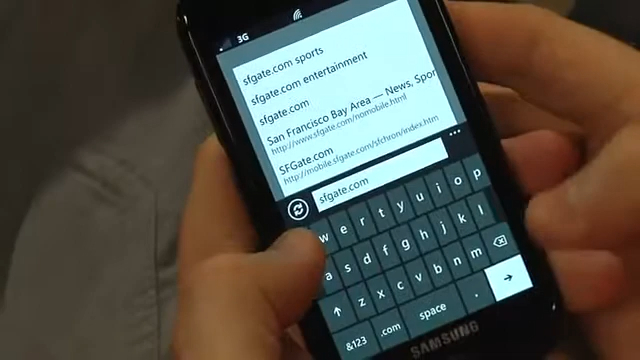 3G
sfgate.com sports
sfgate.com entertainment
sfgate.com
San Francisco Bay Area — News, Spor
http://www.sfgate.com/nomobile.html
SFGate.com
http://mobile.sfgate.com/sfchron/index.htm
sfgate.com
w e r t y u i o p
a s d f g h j k l
z x c v b n m
&123 .com space .
SAMSUNG